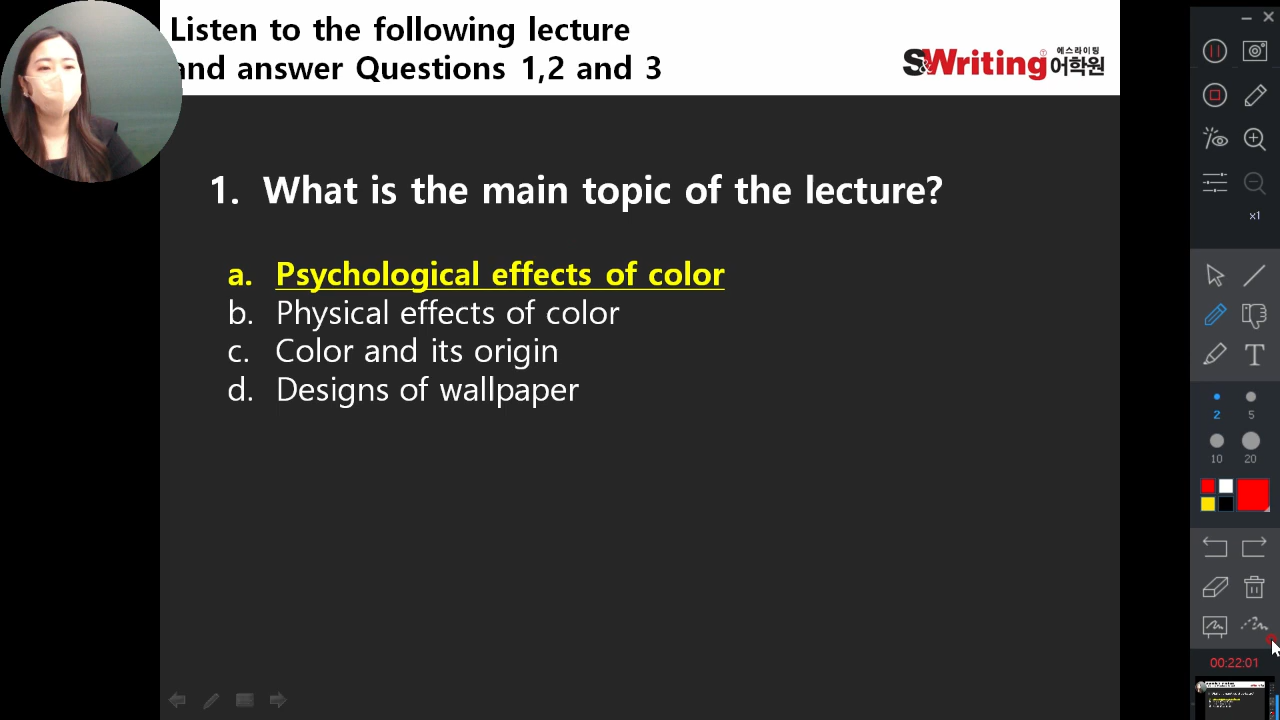 Listen to the following lecture
and answer Questions 1,2 and 3
S&Writing 에스라이팅 어학원
1. What is the main topic of the lecture?
a. Psychological effects of color
b. Physical effects of color
c. Color and its origin
d. Designs of wallpaper
x1
T
2 5
10 20
00:22:01